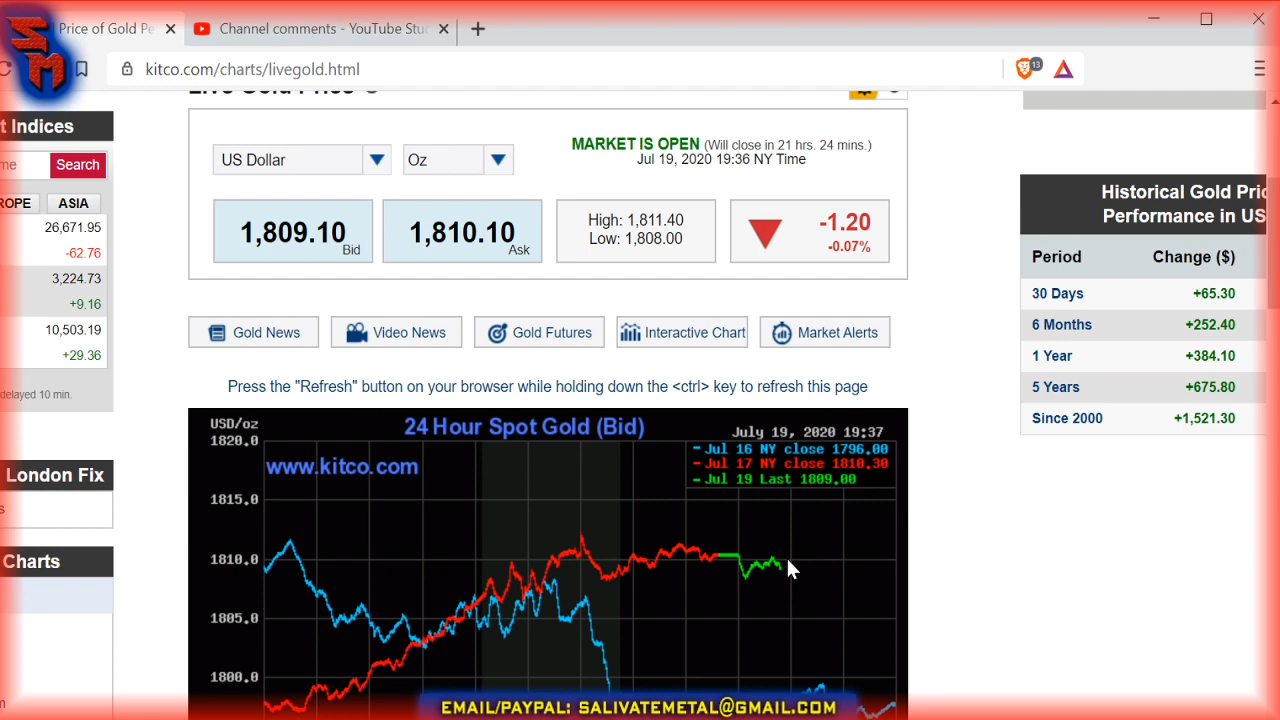 Price of Gold Pe
Channel comments - YouTube Stu
SM
kitco.com/charts/livegold.html
13
Live Gold Price
t Indices
me
Search
ROPE
ASIA
26,671.95
-62.76
3,224.73
+9.16
10,503.19
+29.36
delayed 10 min.
London Fix
s
Charts
US Dollar
Oz
MARKET IS OPEN (Will close in 21 hrs. 24 mins.)
Jul 19, 2020 19:36 NY Time
1,809.10
Bid
1,810.10
Ask
High: 1,811.40
Low: 1,808.00
-1.20
-0.07%
Gold News
Video News
Gold Futures
Interactive Chart
Market Alerts
Press the "Refresh" button on your browser while holding down the <ctrl> key to refresh this page
Historical Gold Pric
Performance in US
Period Change ($)
30 Days +65.30
6 Months +252.40
1 Year +384.10
5 Years +675.80
Since 2000 +1,521.30
USD/oz
24 Hour Spot Gold (Bid)
July 19, 2020 19:37
www.kitco.com
Jul 16 NY close 1796.00
Jul 17 NY close 1810.30
Jul 19 Last 1809.00
1820.0
1815.0
1810.0
1805.0
1800.0
EMAIL/PAYPAL: SALIVATEMETAL@GMAIL.COM